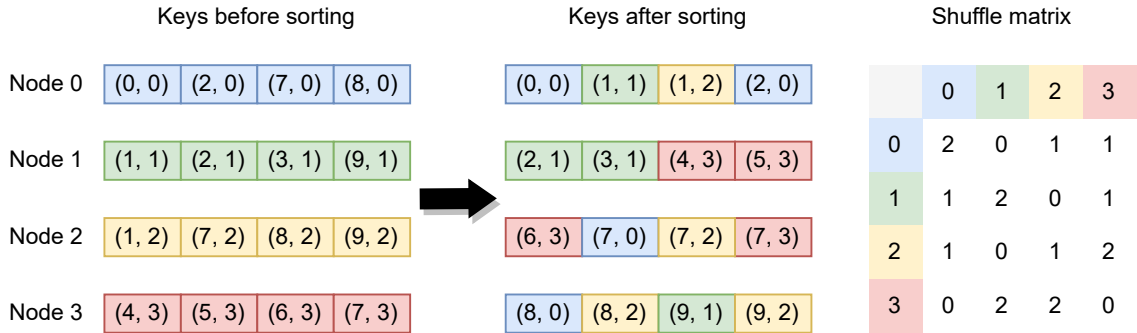 Keys before sorting Keys after sorting Shuffle matrix
Node 0 (0, 0) (2, 0) (7, 0) (8, 0) (0, 0) (1, 1) (1, 2) (2, 0)
0 1 2 3
Node 1 (1, 1) (2, 1) (3, 1) (9, 1) (2, 1) (3, 1) (4, 3) (5, 3)
0 2 0 1 1
1 1 2 0 1
Node 2 (1, 2) (7, 2) (8, 2) (9, 2) (6, 3) (7, 0) (7, 2) (7, 3)
2 1 0 1 2
Node 3 (4, 3) (5, 3) (6, 3) (7, 3) (8, 0) (8, 2) (9, 1) (9, 2)
3 0 2 2 0